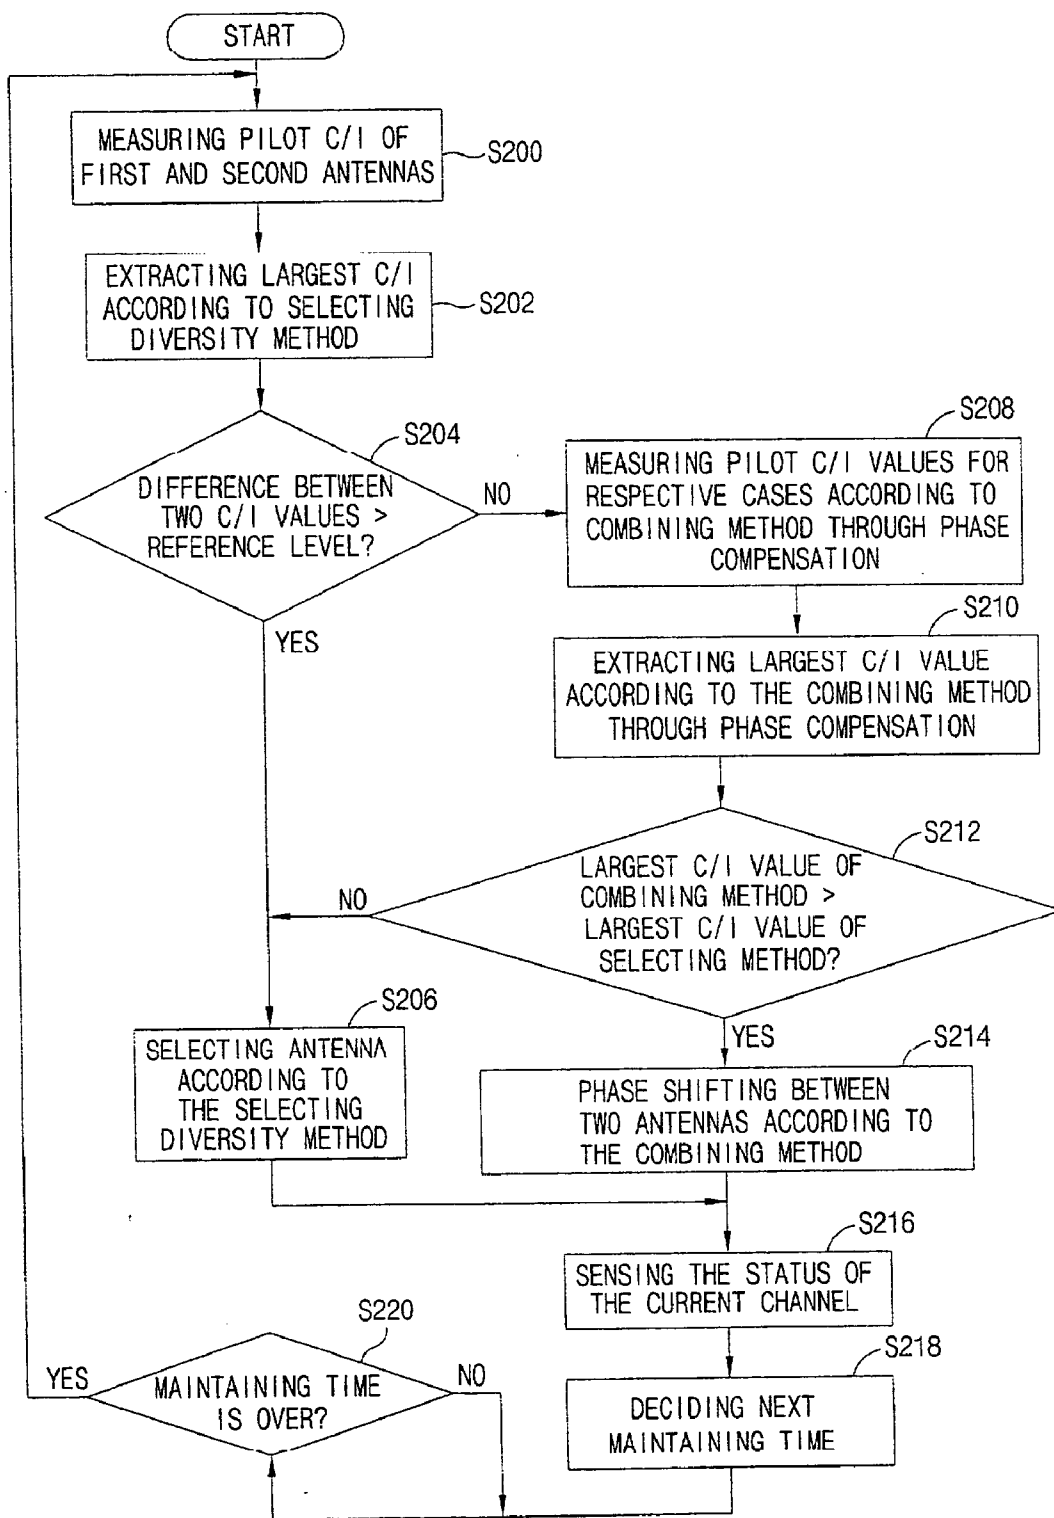 START
MEASURING PILOT C/I OF
FIRST AND SECOND ANTENNAS
S200
EXTRACTING LARGEST C/I
ACCORDING TO SELECTING
DIVERSITY METHOD
S202
S204
DIFFERENCE BETWEEN
TWO C/I VALUES >
REFERENCE LEVEL?
NO
YES
S208
MEASURING PILOT C/I VALUES FOR
RESPECTIVE CASES ACCORDING TO
COMBINING METHOD THROUGH PHASE
COMPENSATION
S210
EXTRACTING LARGEST C/I VALUE
ACCORDING TO THE COMBINING METHOD
THROUGH PHASE COMPENSATION
S212
LARGEST C/I VALUE OF
COMBINING METHOD >
LARGEST C/I VALUE OF
SELECTING METHOD?
NO
YES
S206
SELECTING ANTENNA
ACCORDING TO
THE SELECTING
DIVERSITY METHOD
S214
PHASE SHIFTING BETWEEN
TWO ANTENNAS ACCORDING TO
THE COMBINING METHOD
S216
SENSING THE STATUS OF
THE CURRENT CHANNEL
S218
DECIDING NEXT
MAINTAINING TIME
S220
MAINTAINING TIME
IS OVER?
YES
NO